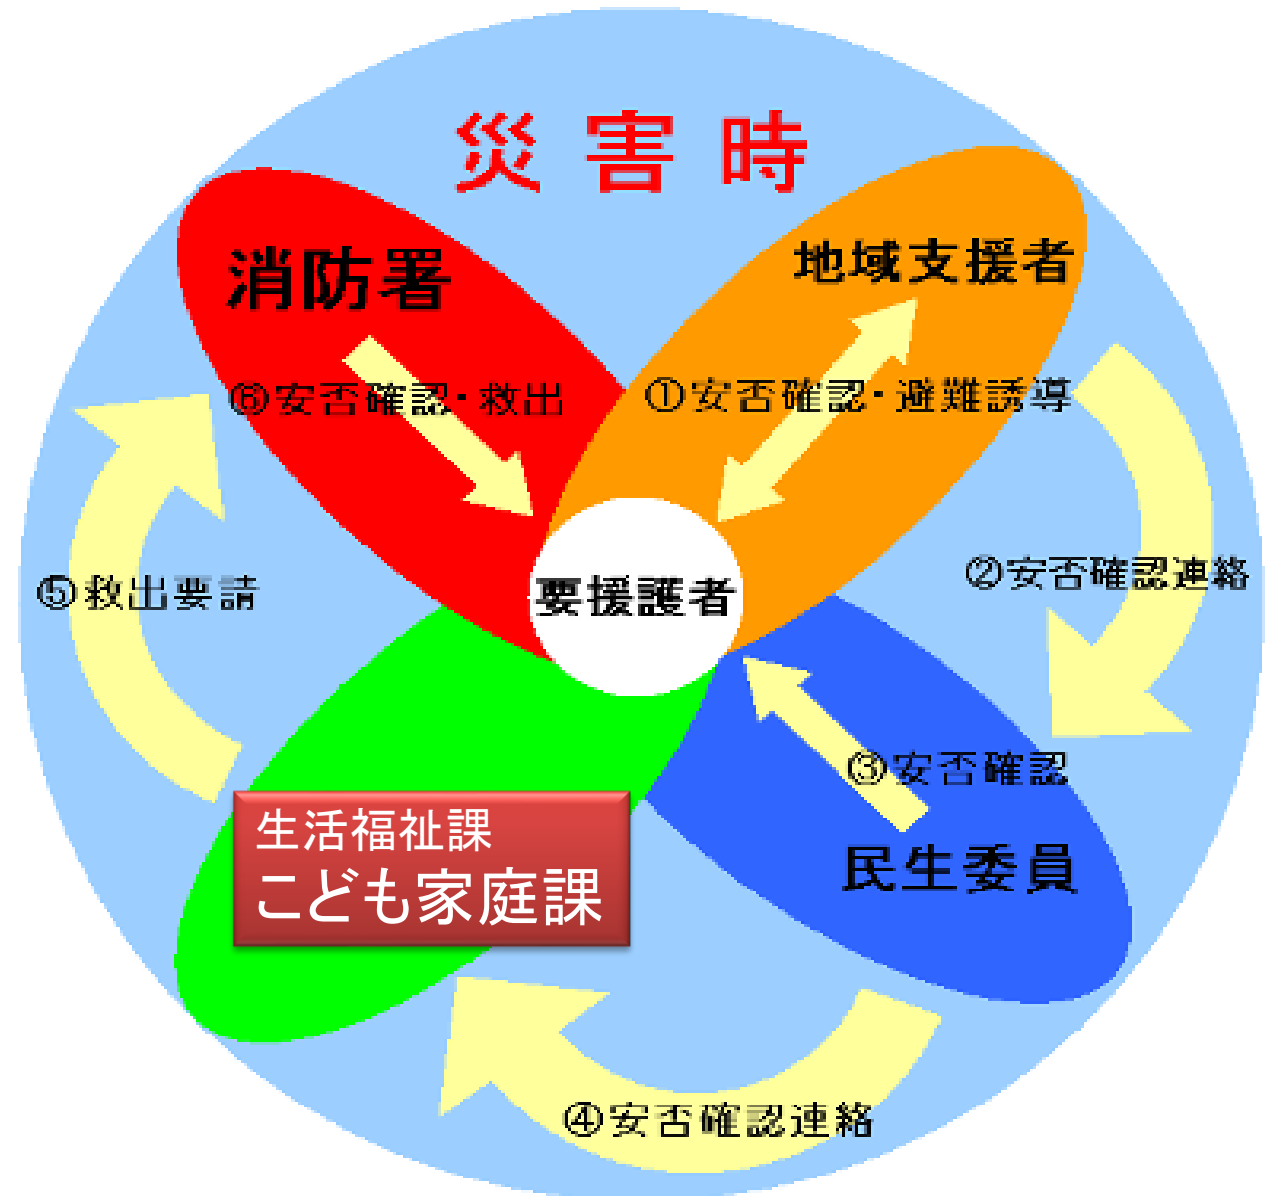 災害時
消防署
地域支援者
⑥安否確認・救出
①安否確認・避難誘導
②安否確認連絡
⑤救出要請
要援護者
③安否確認
生活福祉課
こども家庭課
民生委員
④安否確認連絡